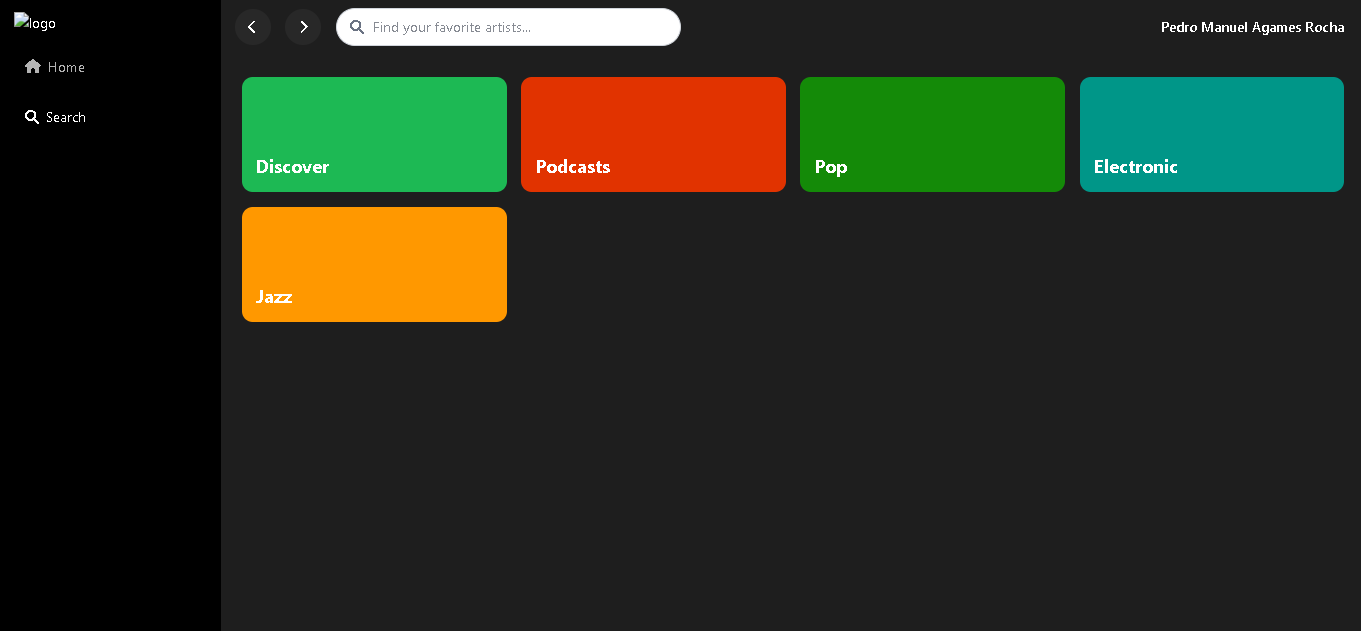 logo
Home
Search
Find your favorite artists...
Pedro Manuel Agames Rocha
Discover
Podcasts
Pop
Electronic
Jazz